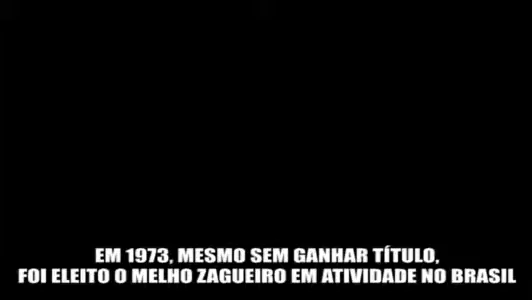 EM 1973, MESMO SEM GANHAR TÍTULO,
FOI ELEITO O MELHO ZAGUEIRO EM ATIVIDADE NO BRASIL